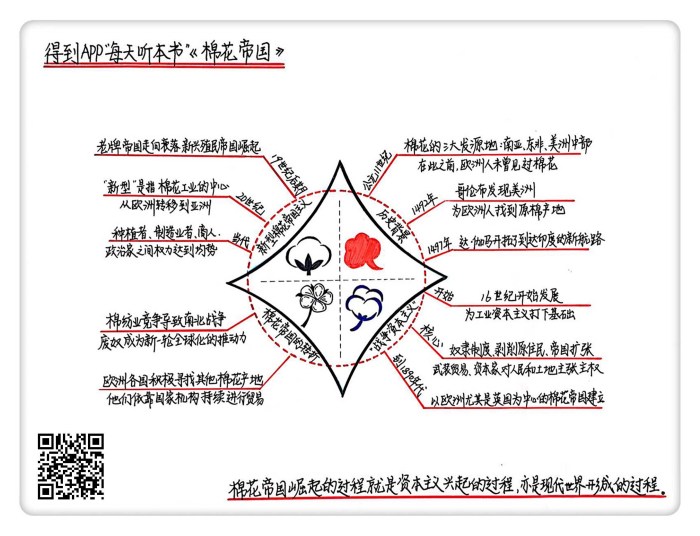 得到APP"每天听本书"《棉花帝国》
公元11世纪
棉花的三大发源地:南亚、东非、美洲中部
在此之前,欧洲人未曾见过棉花
历史背景
1492年
哥伦布发现美洲
为欧洲人找到原棉产地
1497年
达·伽马开拓了到达印度的新航路
"战争资本主义"
开始
16世纪开始发展
为工业资本主义打下基础
核心
奴隶制度、剥削原住民、帝国扩张
武装贸易、资本家对人民和土地主张主权
到1890年代
以欧洲尤其是英国为中心的棉花帝国建立
棉花帝国的转折
棉纺业竞争导致南北战争
废奴成为新一轮全球化的推动力
欧洲各国积极寻找其他棉花产地
他们依靠国家机构持续进行贸易
新型棉花帝国主义
19世纪后期
老牌帝国走向衰落 新兴殖民帝国崛起
20世纪
"新型"是指棉花工业的中心
从欧洲转移到亚洲
当代
种植者、制造业者、商人、
政治家之间权力达到均势
棉花帝国崛起的过程就是资本主义兴起的过程,亦是现代世界形成的过程。